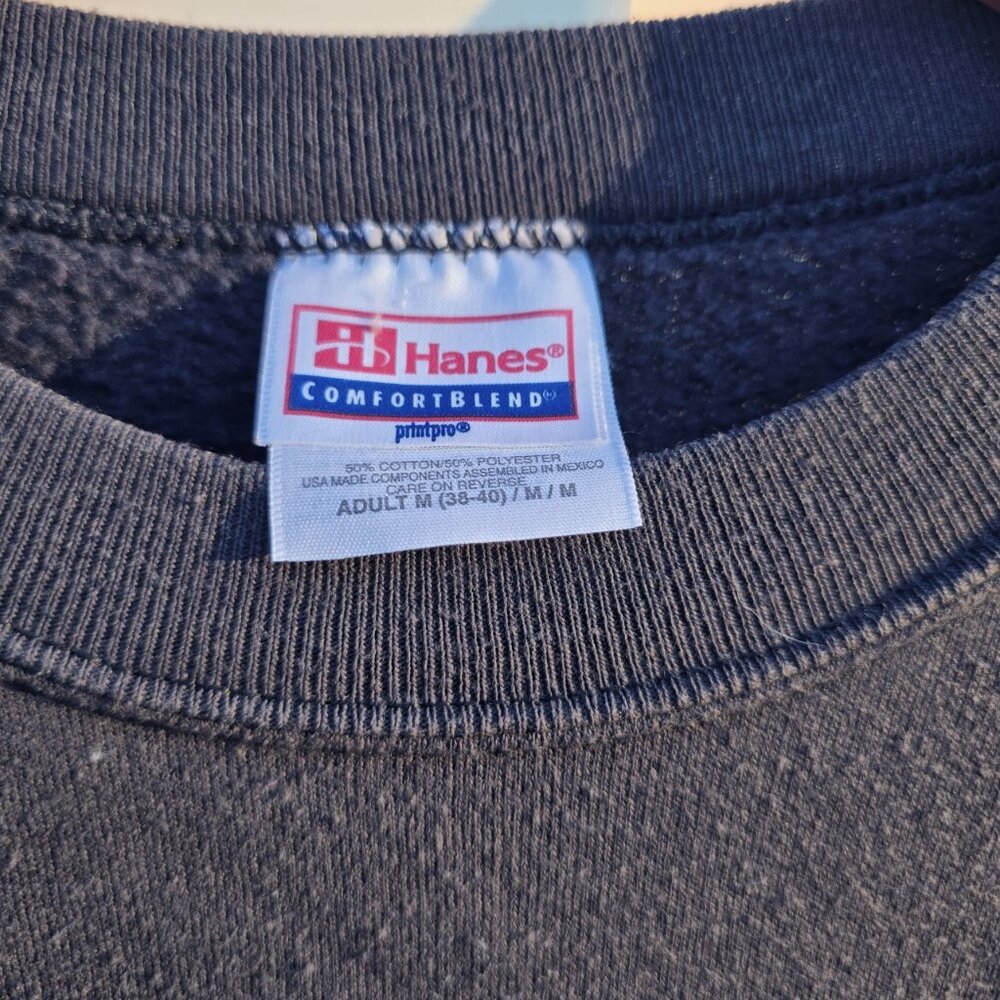 Hanes®
COMFORTBLEND®
printpro®
50% COTTON/50% POLYESTER
USA MADE COMPONENTS ASSEMBLED IN MEXICO
CARE ON REVERSE
ADULT M (38-40) / M / M